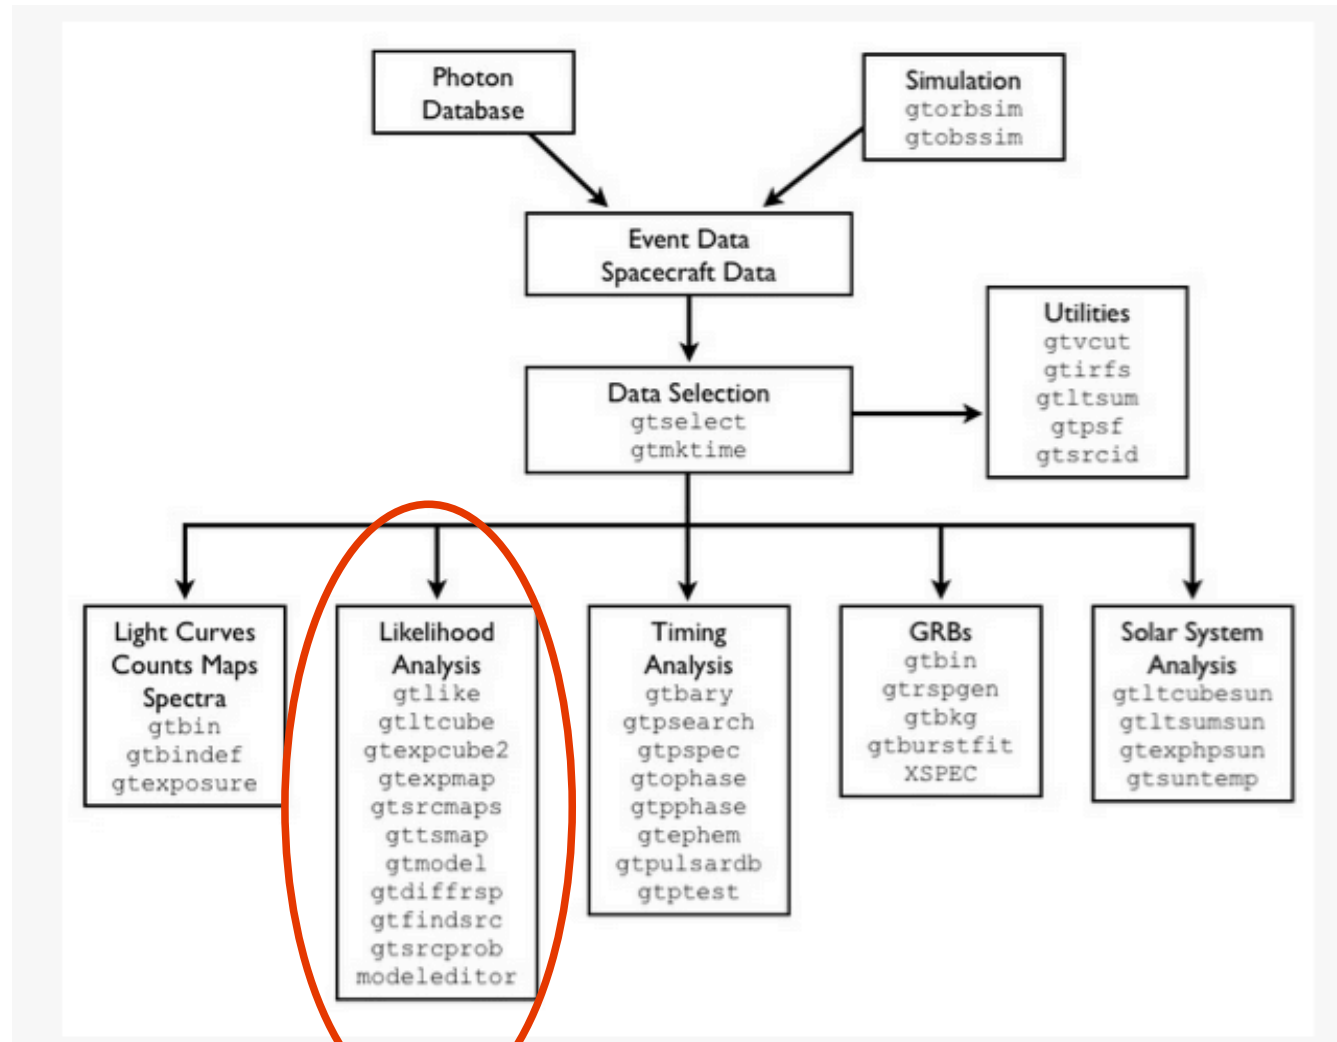 Photon
Database
Simulation
gtorbsim
gtobssim
Event Data
Spacecraft Data
Utilities
gtvcut
gtirfs
gtltsum
gtpsf
gtsrcid
Data Selection
gtselect
gtmktime
Light Curves
Counts Maps
Spectra
gtbin
gtbindef
gtexposure
Likelihood
Analysis
gtlike
gtltcube
gtexpcube2
gtexpmap
gtsrcmaps
gttsmap
gtmodel
gtdiffrsp
gtfindsrc
gtsrcprob
modeleditor
Timing
Analysis
gtbary
gtpsearch
gtpspec
gtophase
gtpphase
gtephem
gtpulsardb
gtptest
GRBs
gtbin
gtrspgen
gtbkg
gtburstfit
XSPEC
Solar System
Analysis
gtltcubesun
gtltsumsun
gtexphpsun
gtsuntemp